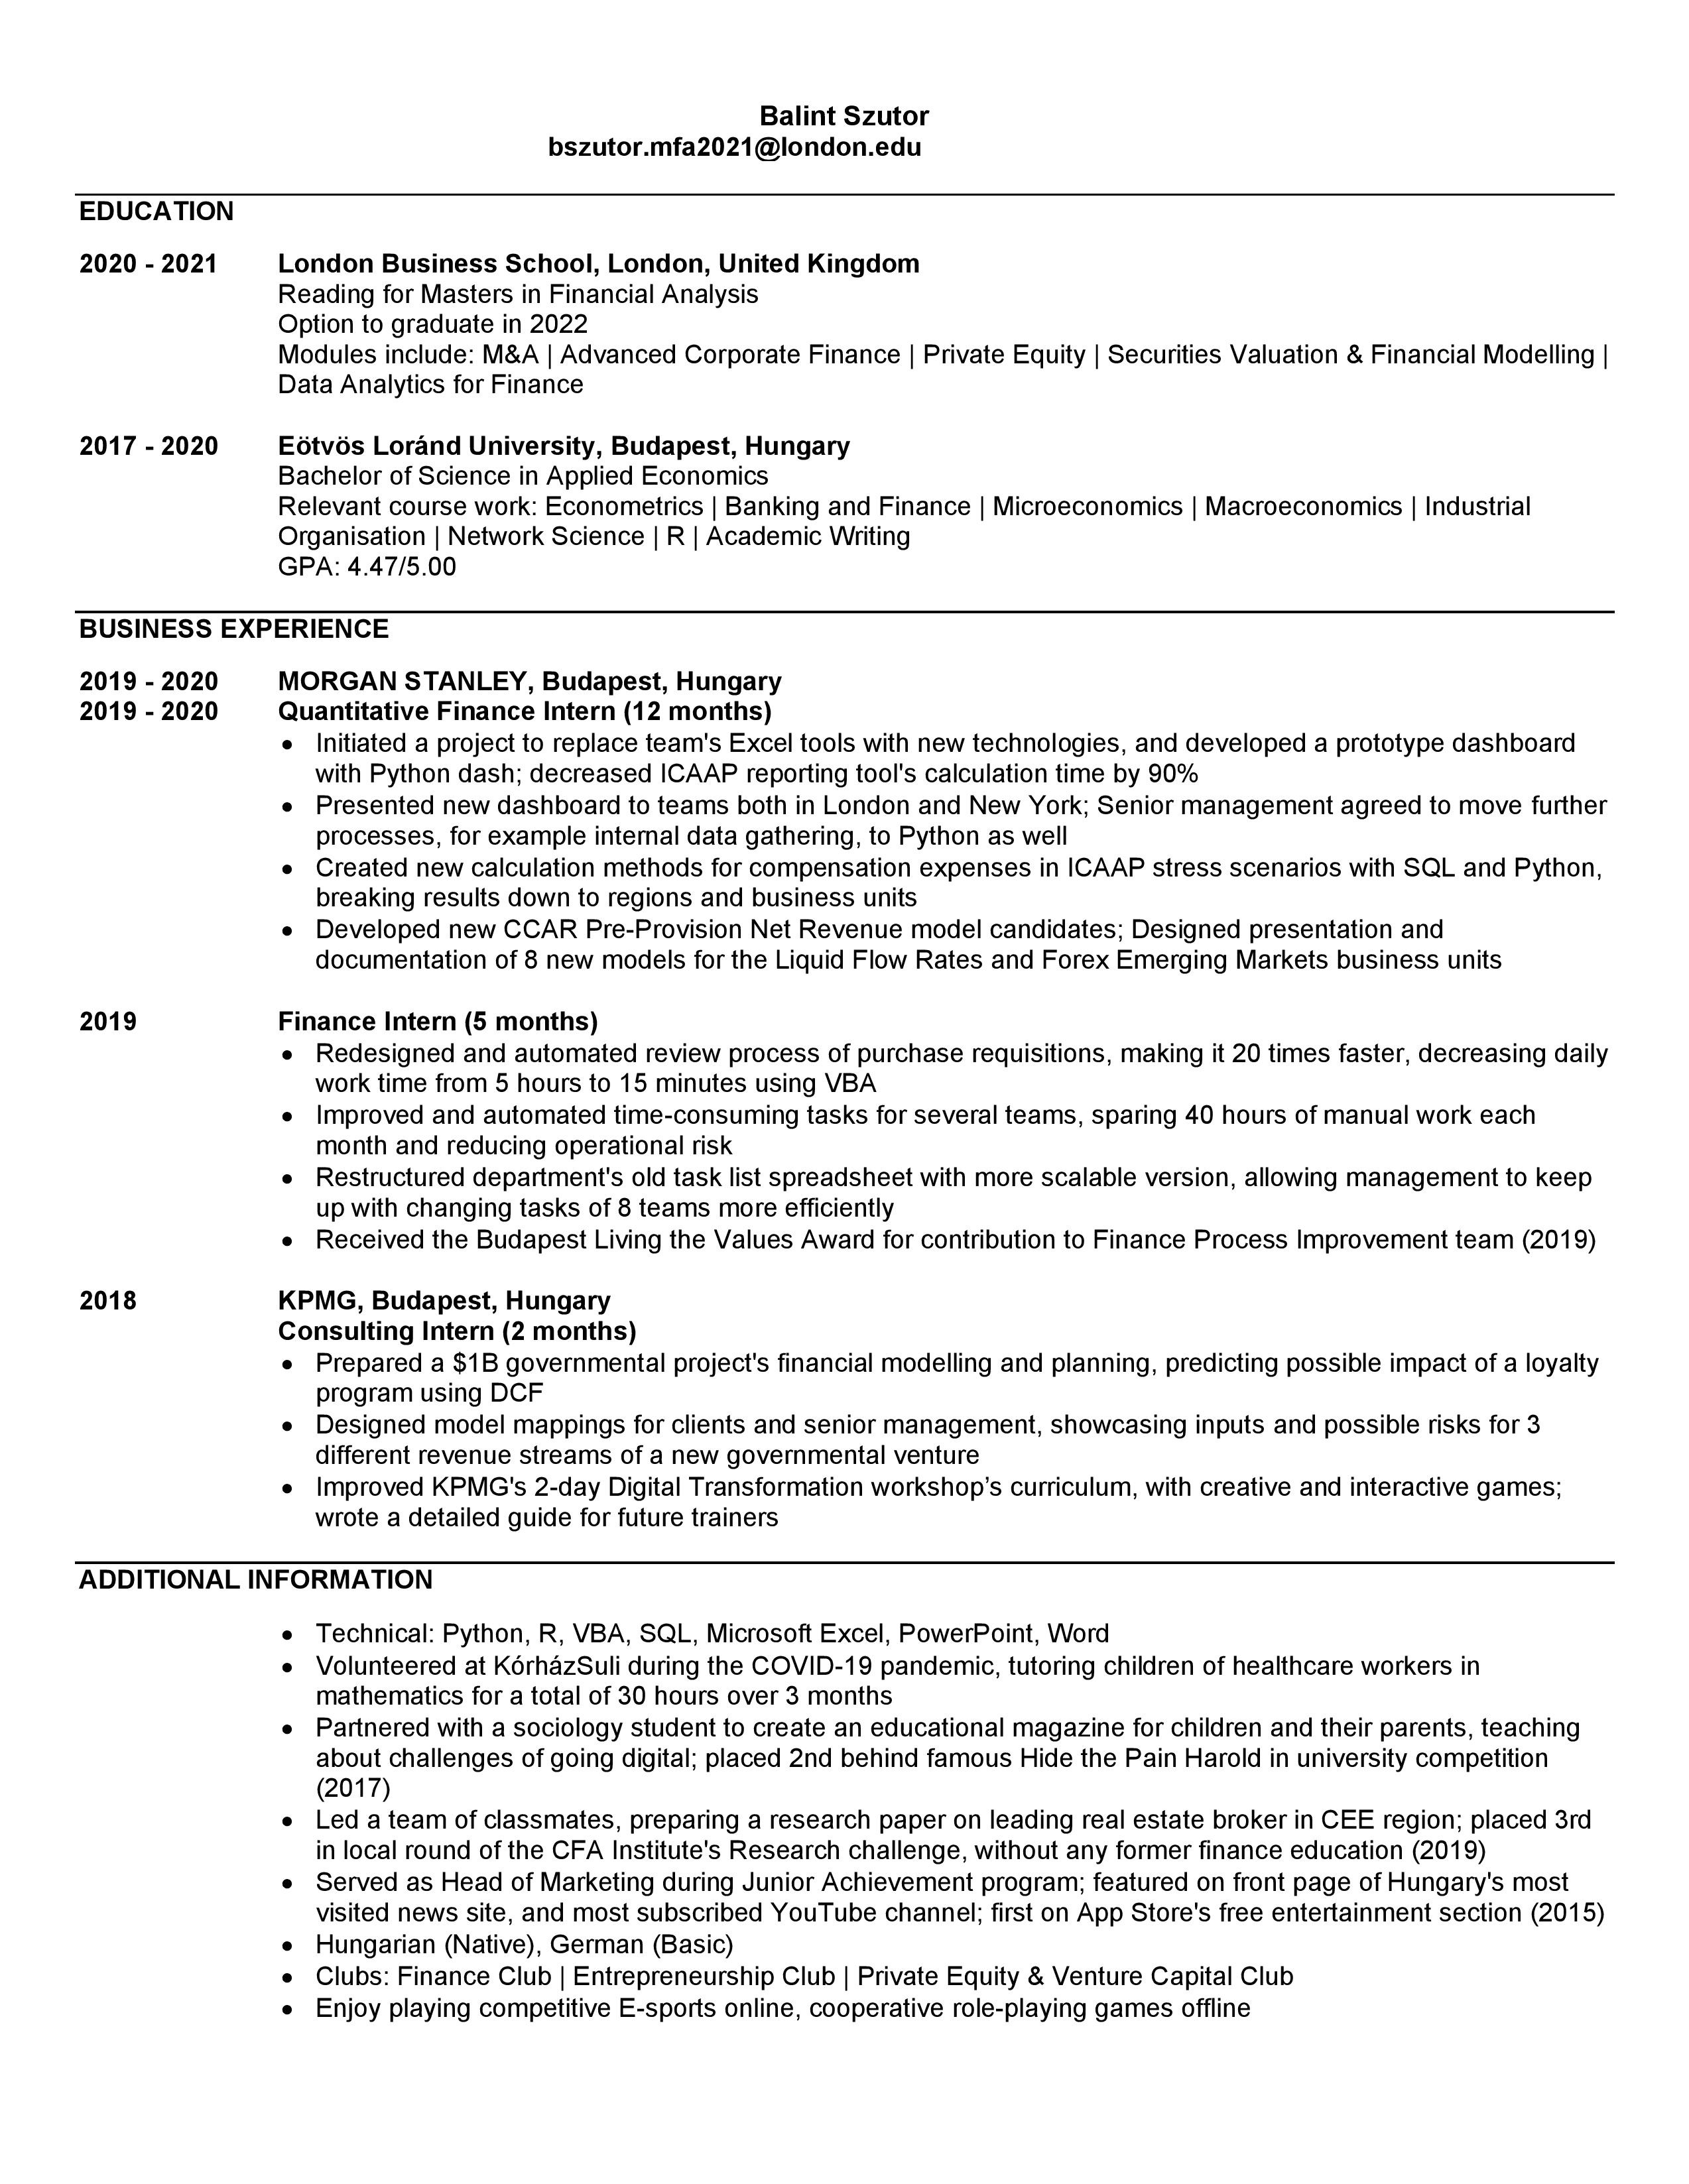 Balint Szutor
bszutor.mfa2021@london.edu
EDUCATION
2020 - 2021 London Business School, London, United Kingdom
Reading for Masters in Financial Analysis
Option to graduate in 2022
Modules include: M&A | Advanced Corporate Finance | Private Equity | Securities Valuation & Financial Modelling |
Data Analytics for Finance
2017 - 2020 Eötvös Loránd University, Budapest, Hungary
Bachelor of Science in Applied Economics
Relevant course work: Econometrics | Banking and Finance | Microeconomics | Macroeconomics | Industrial
Organisation | Network Science | R | Academic Writing
GPA: 4.47/5.00
BUSINESS EXPERIENCE
2019 - 2020 MORGAN STANLEY, Budapest, Hungary
2019 - 2020 Quantitative Finance Intern (12 months)
• Initiated a project to replace team's Excel tools with new technologies, and developed a prototype dashboard
with Python dash; decreased ICAAP reporting tool's calculation time by 90%
• Presented new dashboard to teams both in London and New York; Senior management agreed to move further
processes, for example internal data gathering, to Python as well
• Created new calculation methods for compensation expenses in ICAAP stress scenarios with SQL and Python,
breaking results down to regions and business units
• Developed new CCAR Pre-Provision Net Revenue model candidates; Designed presentation and
documentation of 8 new models for the Liquid Flow Rates and Forex Emerging Markets business units
2019 Finance Intern (5 months)
• Redesigned and automated review process of purchase requisitions, making it 20 times faster, decreasing daily
work time from 5 hours to 15 minutes using VBA
• Improved and automated time-consuming tasks for several teams, sparing 40 hours of manual work each
month and reducing operational risk
• Restructured department's old task list spreadsheet with more scalable version, allowing management to keep
up with changing tasks of 8 teams more efficiently
• Received the Budapest Living the Values Award for contribution to Finance Process Improvement team (2019)
2018 KPMG, Budapest, Hungary
Consulting Intern (2 months)
• Prepared a $1B governmental project's financial modelling and planning, predicting possible impact of a loyalty
program using DCF
• Designed model mappings for clients and senior management, showcasing inputs and possible risks for 3
different revenue streams of a new governmental venture
• Improved KPMG's 2-day Digital Transformation workshop’s curriculum, with creative and interactive games;
wrote a detailed guide for future trainers
ADDITIONAL INFORMATION
• Technical: Python, R, VBA, SQL, Microsoft Excel, PowerPoint, Word
• Volunteered at KórházSuli during the COVID-19 pandemic, tutoring children of healthcare workers in
mathematics for a total of 30 hours over 3 months
• Partnered with a sociology student to create an educational magazine for children and their parents, teaching
about challenges of going digital; placed 2nd behind famous Hide the Pain Harold in university competition
(2017)
• Led a team of classmates, preparing a research paper on leading real estate broker in CEE region; placed 3rd
in local round of the CFA Institute's Research challenge, without any former finance education (2019)
• Served as Head of Marketing during Junior Achievement program; featured on front page of Hungary's most
visited news site, and most subscribed YouTube channel; first on App Store's free entertainment section (2015)
• Hungarian (Native), German (Basic)
• Clubs: Finance Club | Entrepreneurship Club | Private Equity & Venture Capital Club
• Enjoy playing competitive E-sports online, cooperative role-playing games offline